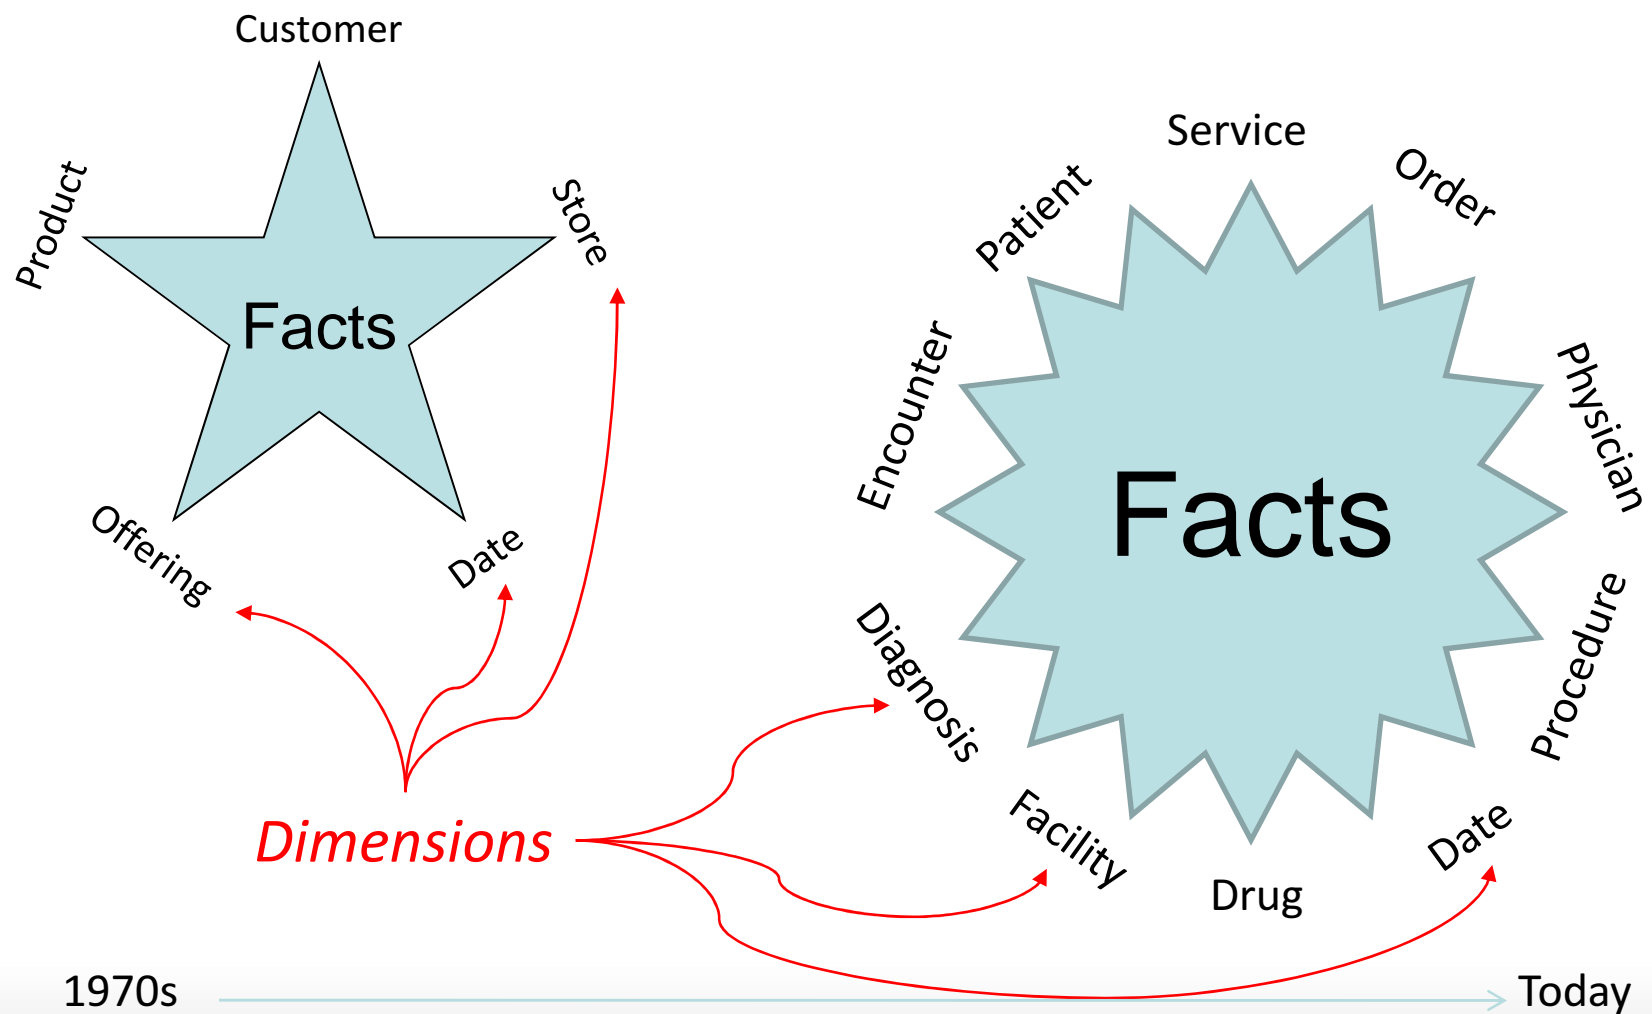 Customer
Product
Store
Facts
Offering
Date
Dimensions
Service
Patient
Order
Encounter
Physician
Facts
Diagnosis
Procedure
Facility
Date
Drug
1970s
Today